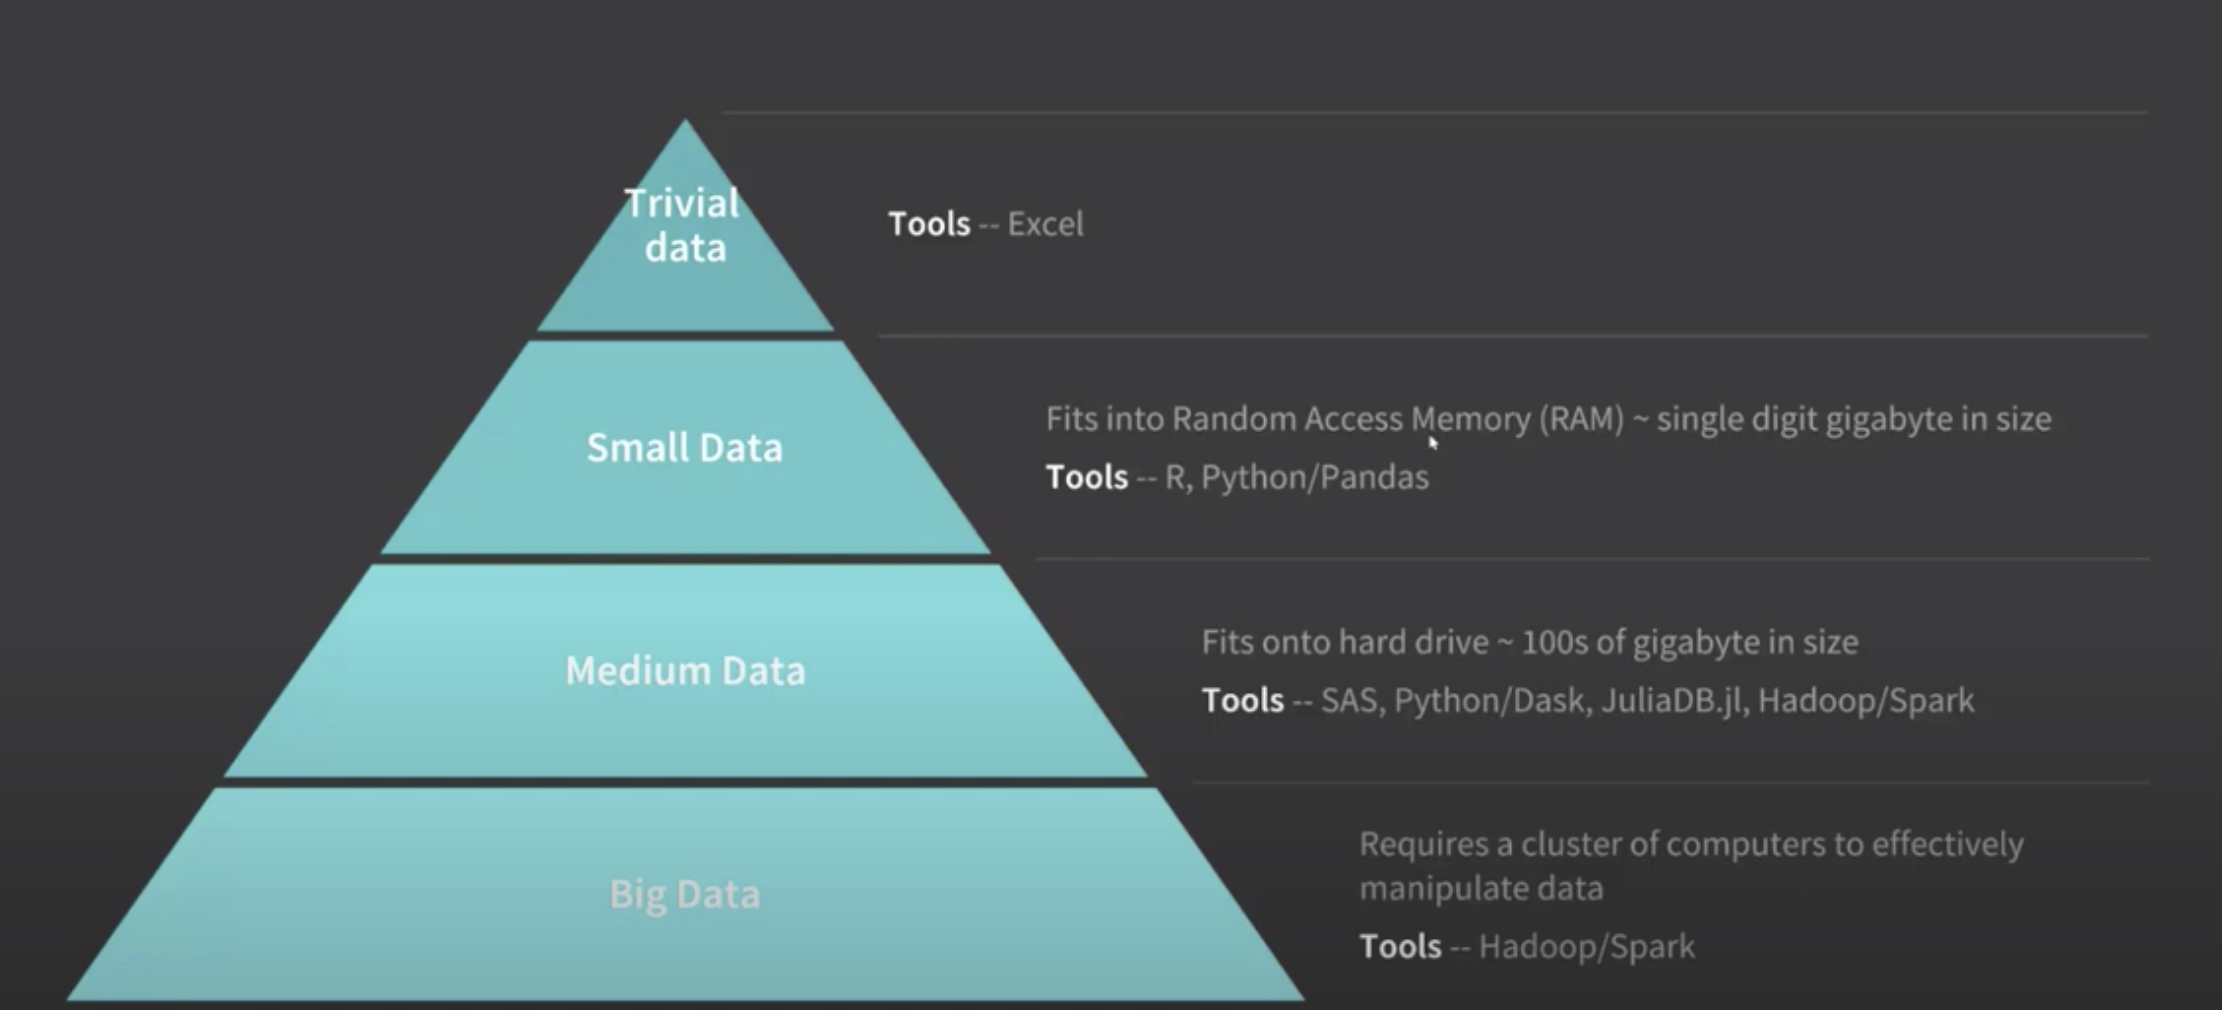 Trivial
data
Tools -- Excel
Small Data
Fits into Random Access Memory (RAM) ~ single digit gigabyte in size
Tools -- R, Python/Pandas
Medium Data
Fits onto hard drive ~ 100s of gigabyte in size
Tools -- SAS, Python/Dask, JuliaDB.jl, Hadoop/Spark
Big Data
Requires a cluster of computers to effectively
manipulate data
Tools -- Hadoop/Spark